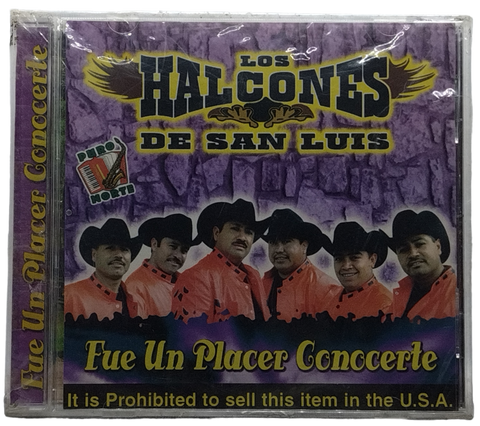 Fue Un Placer Conocerte
LOS
HALCONES
DE SAN LUIS
PURO
NORTE
Fue Un Placer Conocerte
It is Prohibited to sell this item in the U.S.A.